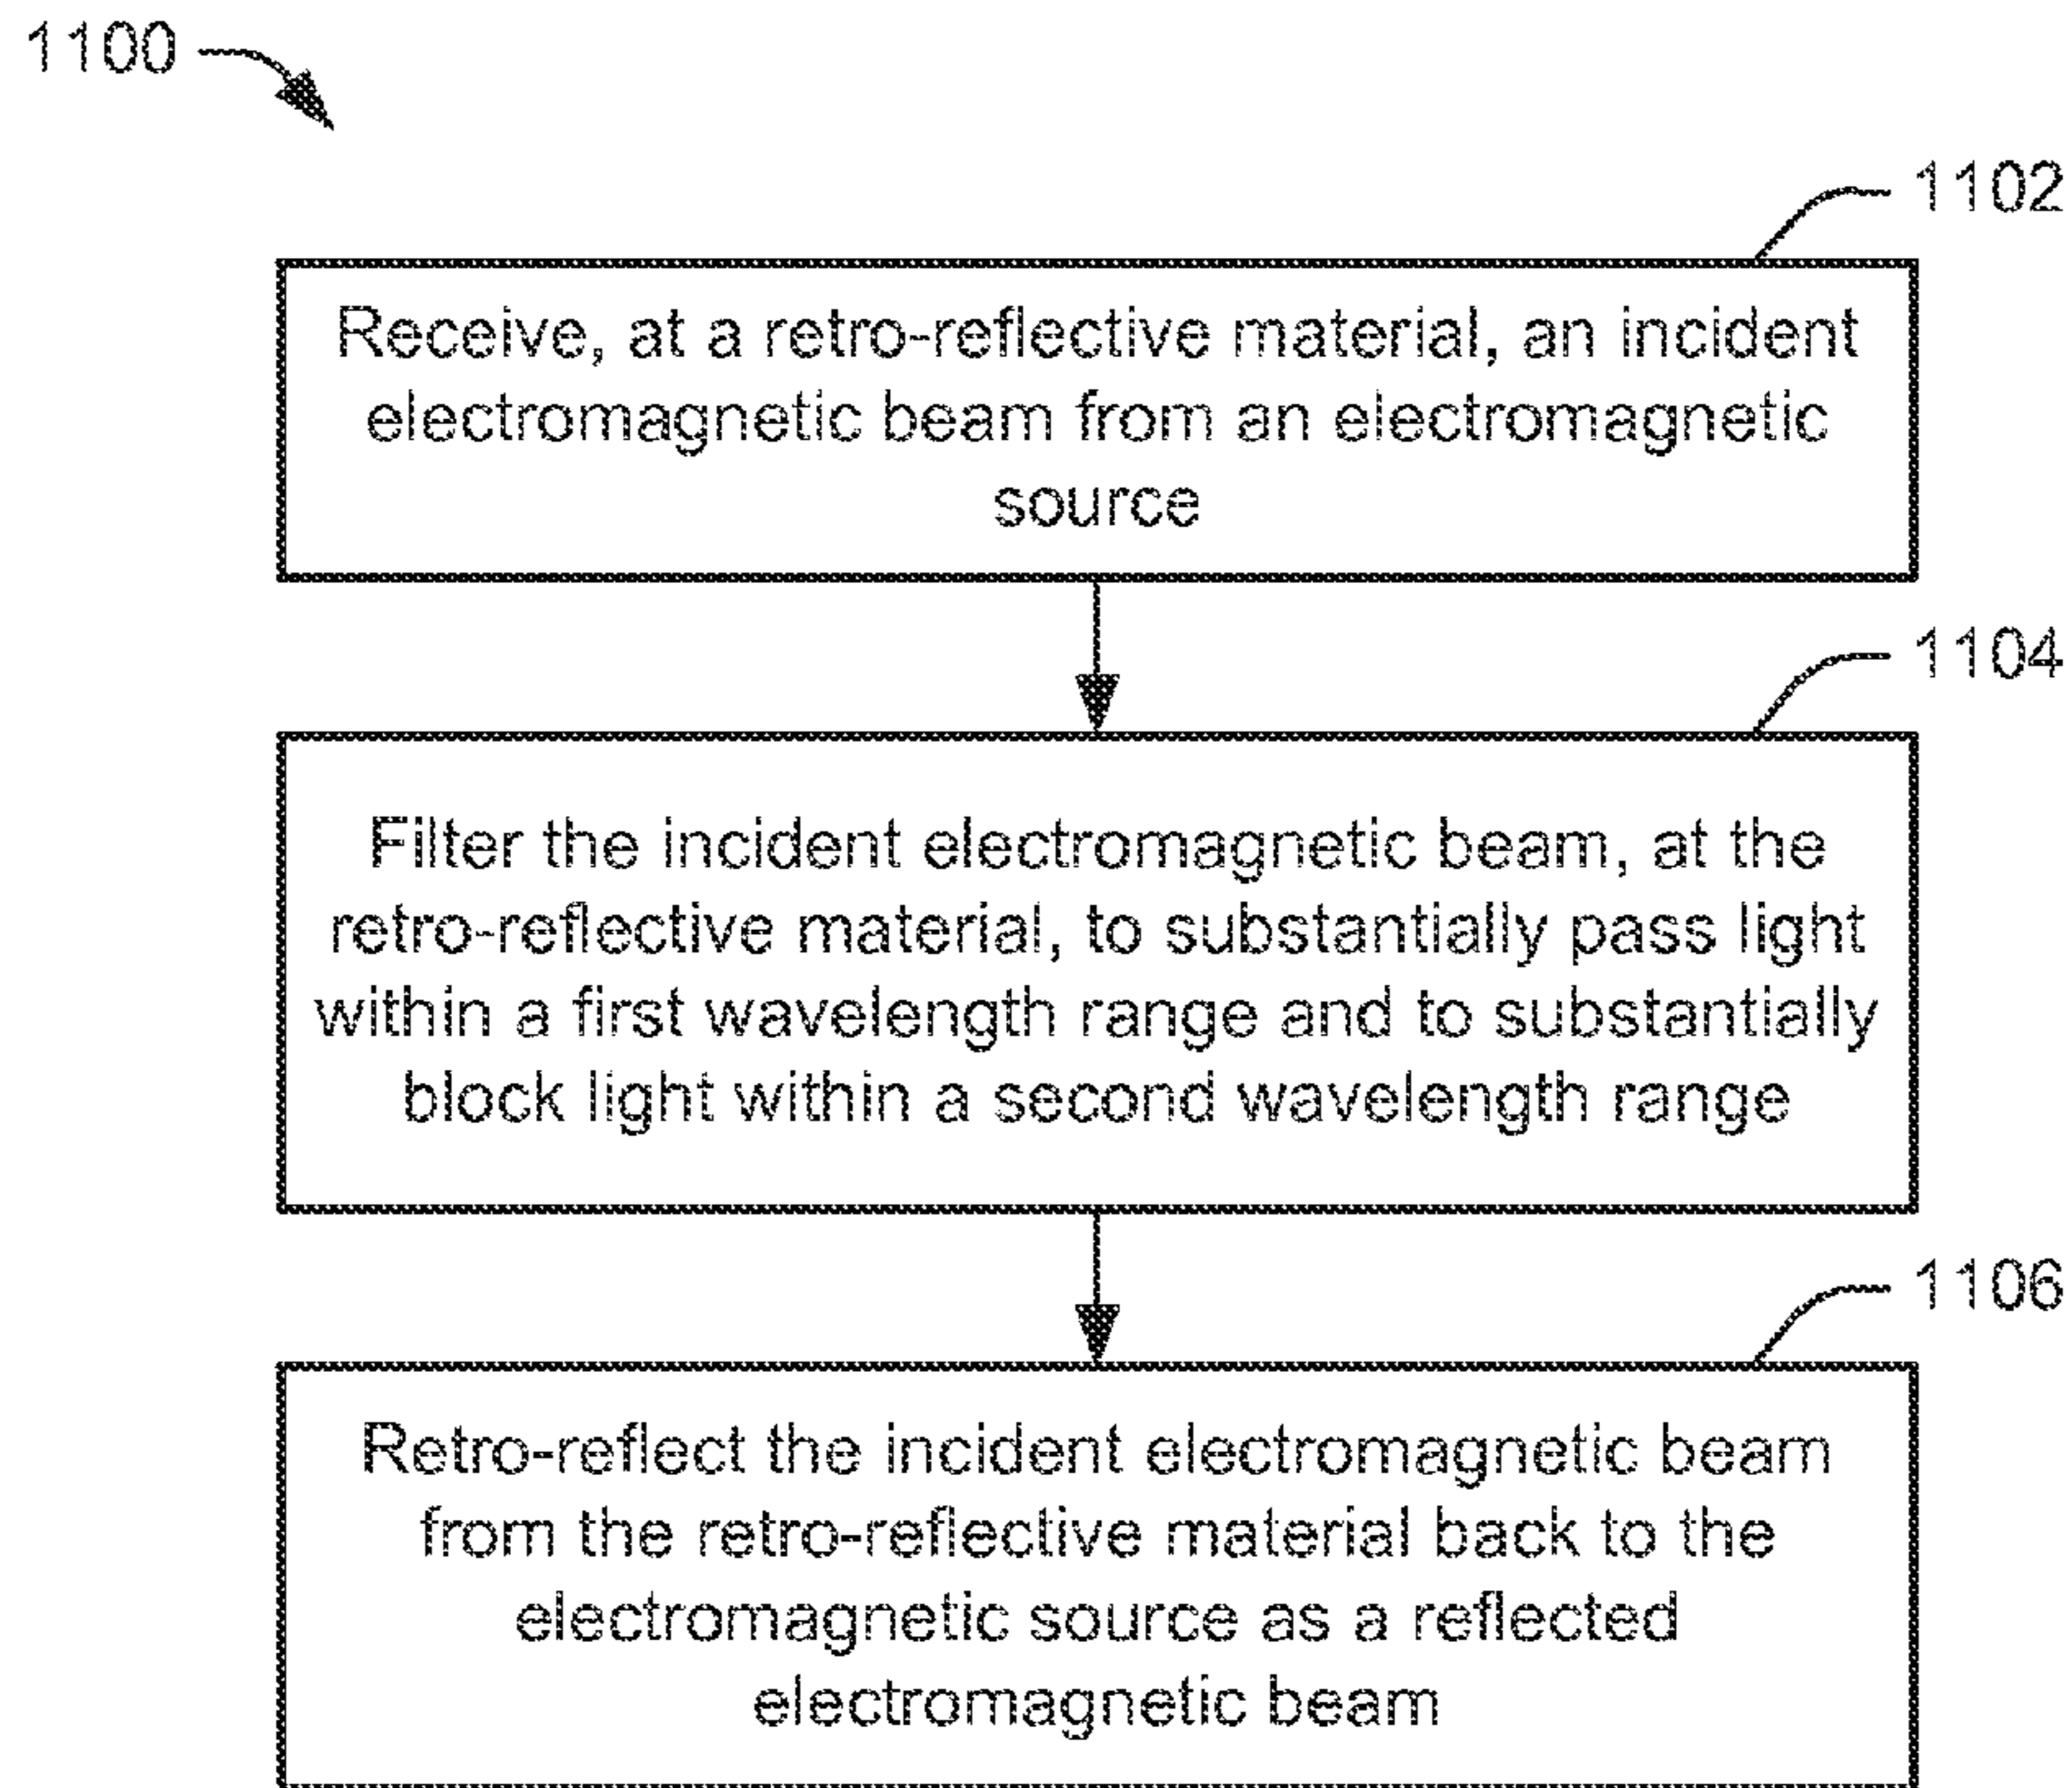 1100
1102
Receive, at a retro-reflective material, an incident
electromagnetic beam from an electromagnetic
source
1104
Filter the incident electromagnetic beam, at the
retro-reflective material, to substantially pass light
within a first wavelength range and to substantially
block light within a second wavelength range
1106
Retro-reflect the incident electromagnetic beam
from the retro-reflective material back to the
electromagnetic source as a reflected
electromagnetic beam